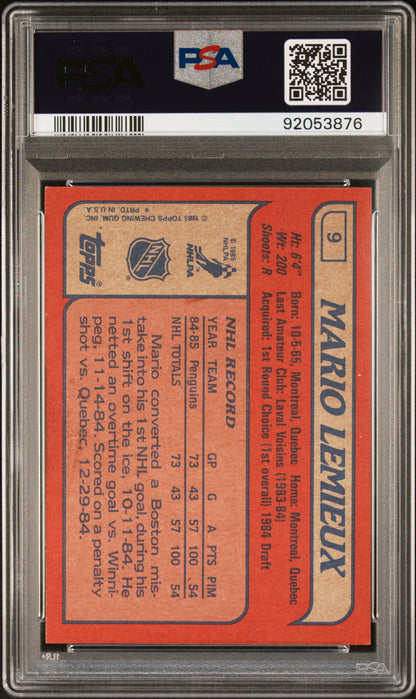 PSA
PSA
92053876
9
MARIO LEMIEUX
Ht: 6'4" Born: 10-5-65, Montreal, Quebec Home: Montreal, Quebec
Wt: 200 Last Amateur Club: Laval Voisins (1983-84)
Shoots: R Acquired: 1st Round Choice (1st overall) 1984 Draft
NHL RECORD
YEAR TEAM GP G A PTS PIM
84-85 Penguins 73 43 57 100 54
NHL TOTALS 73 43 57 100 54
Mario converted a Boston mis-
take into his 1st NHL goal during his
1st shift on the ice, 10-11-84. He
netted an overtime goal vs. Winni-
peg, 11-14-84. Scored on a penalty
shot vs. Quebec, 12-29-84.
© 1985
NHLPA
NHLPA
NHL
topps
© 1985 TOPPS CHEWING GUM, INC.
* PRTD. IN U.S.A.
PSA